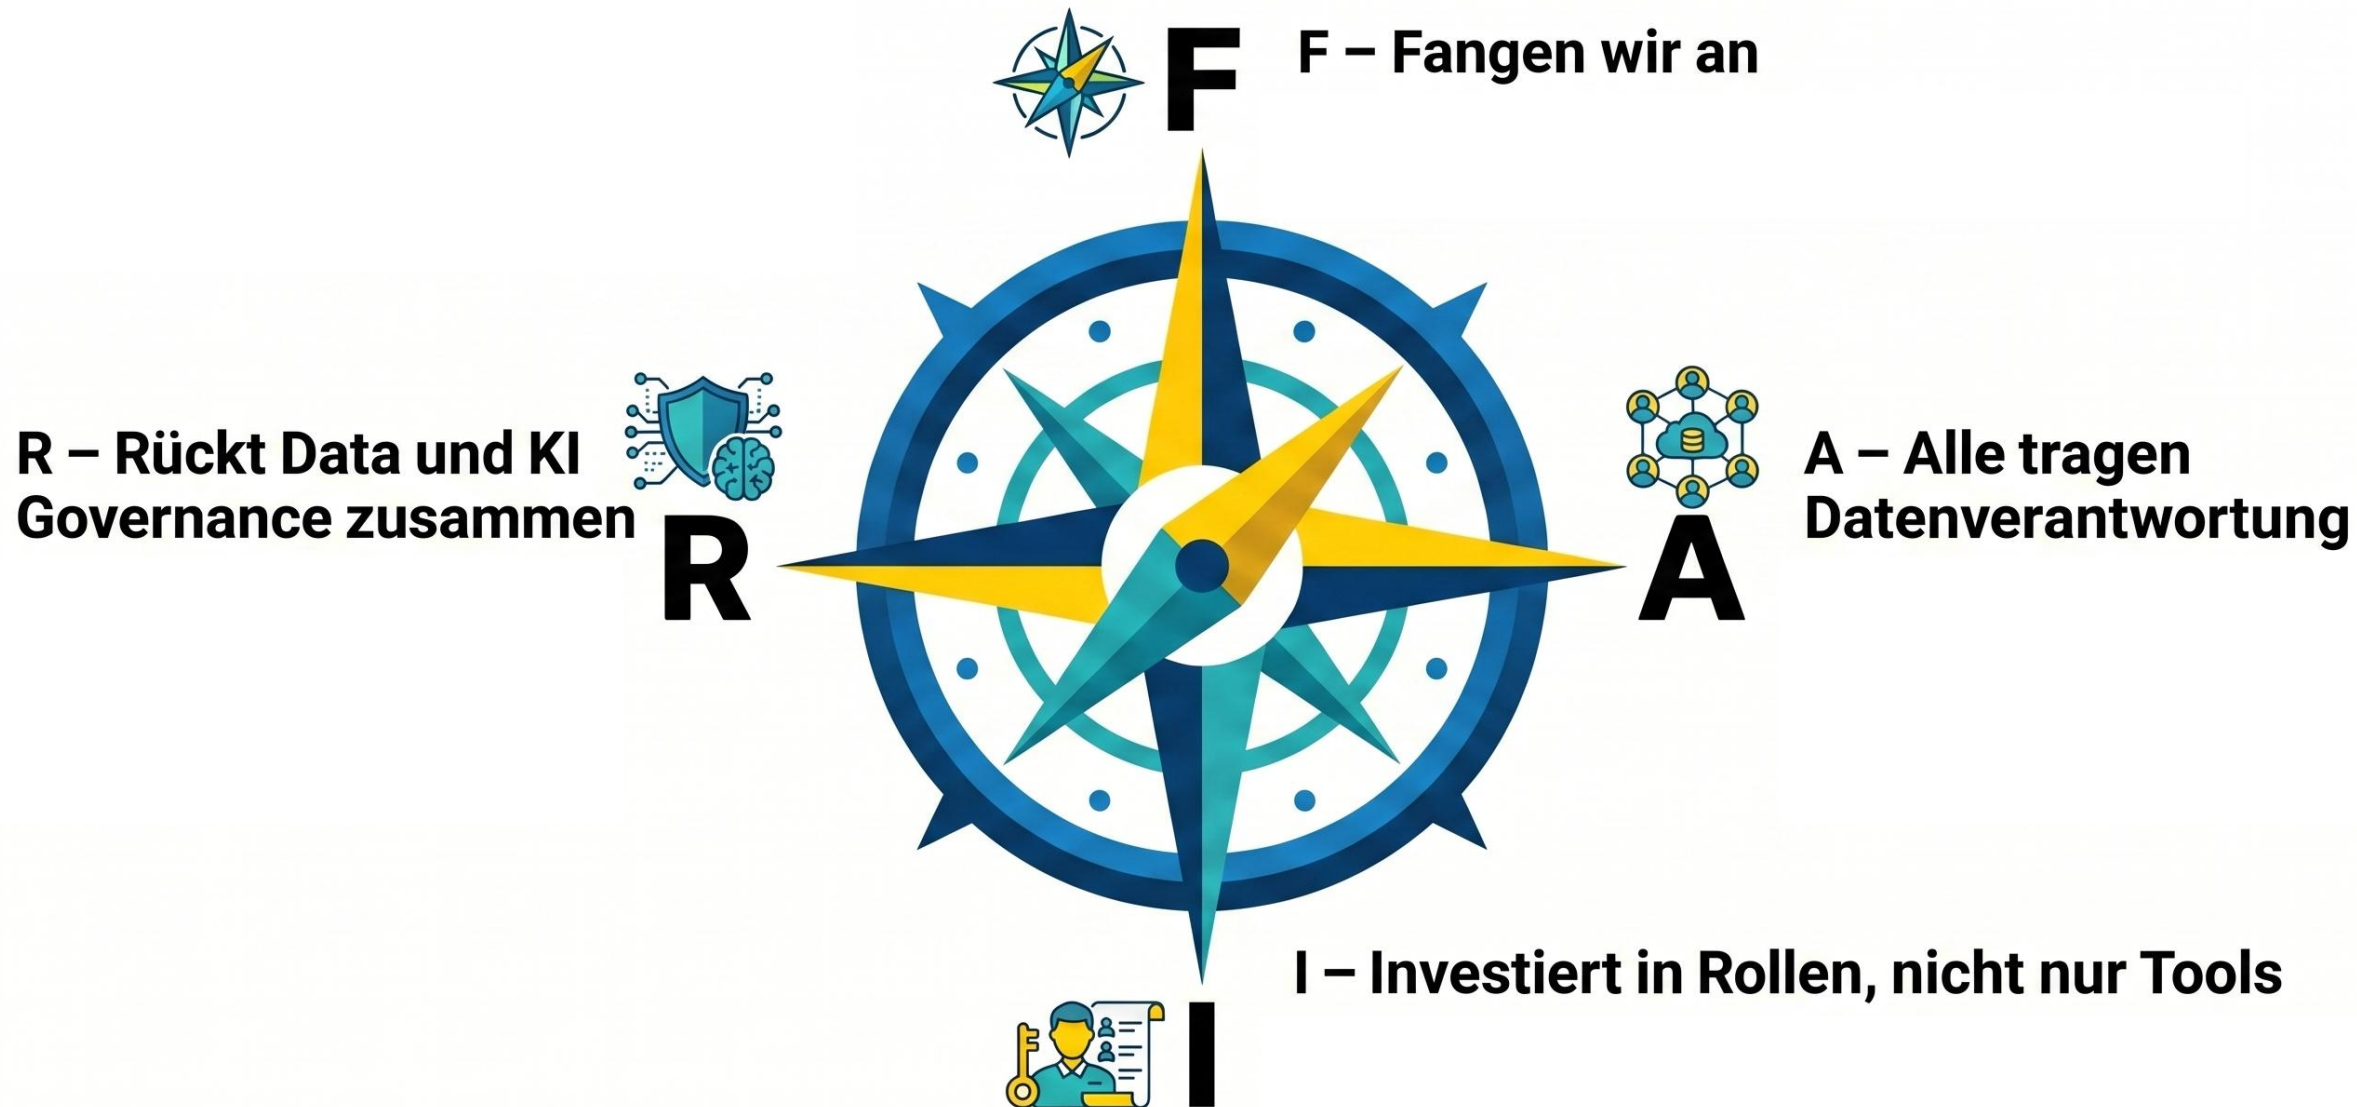 F
F – Fangen wir an
R – Rückt Data und KI
Governance zusammen
R
A – Alle tragen
Datenverantwortung
A
I – Investiert in Rollen, nicht nur Tools
I